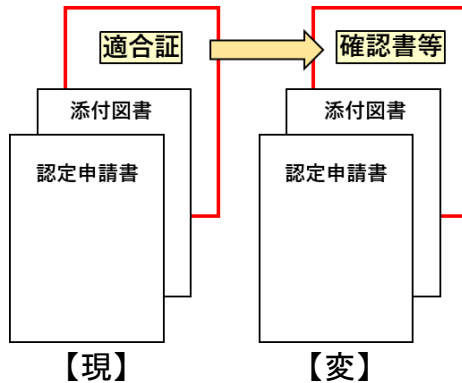 適合証
確認書等
添付図書
添付図書
認定申請書
認定申請書
【現】
【変】